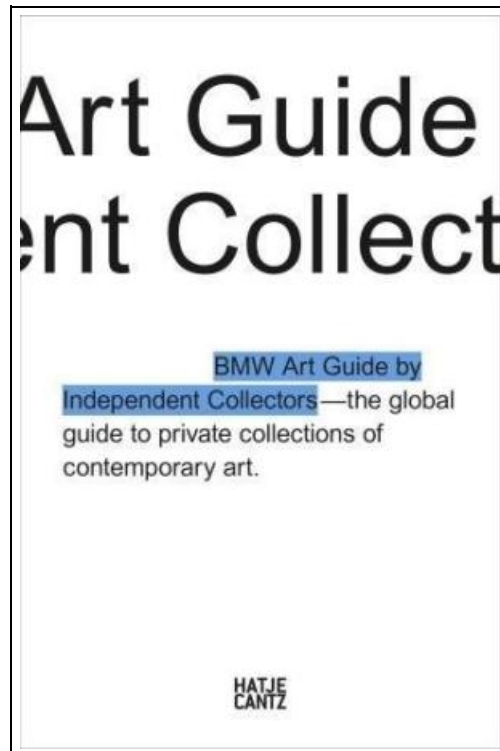 Art Guide
ent Collect
BMW Art Guide by
Independent Collectors—the global
guide to private collections of
contemporary art.
HATJE
CANTZ